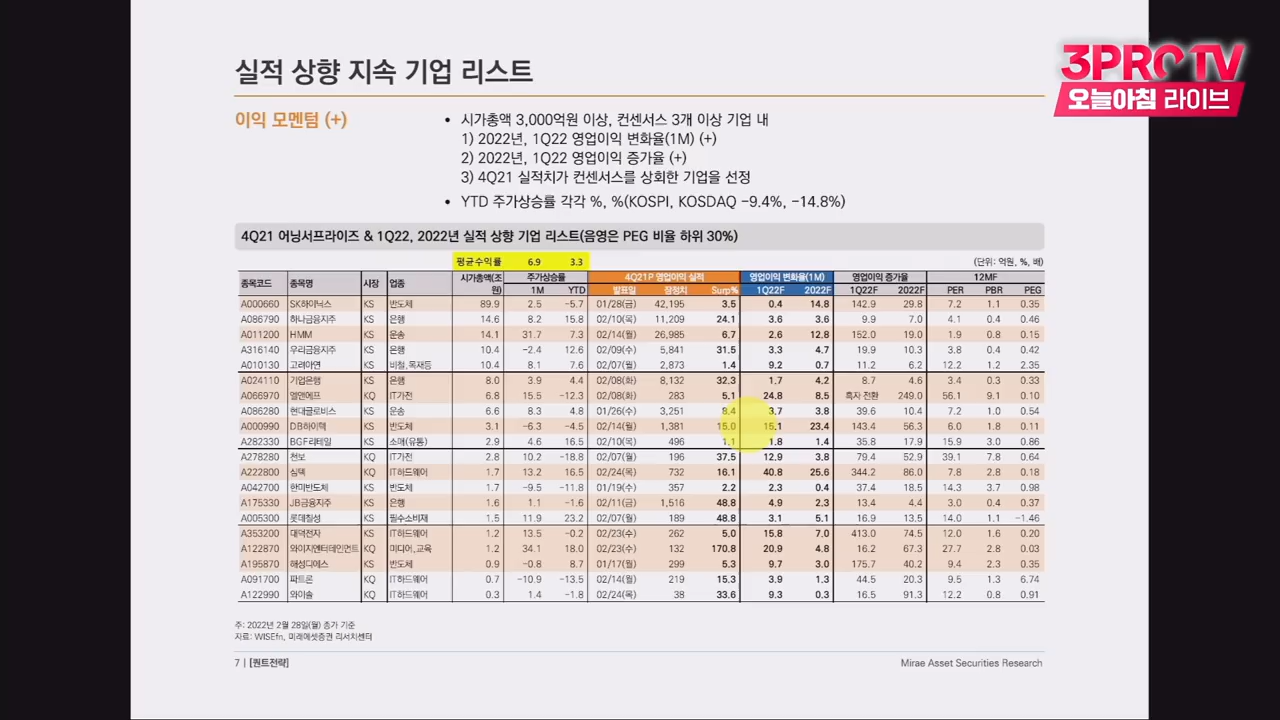 실적 상향 지속 기업 리스트
3PRO TV
오늘아침 라이브
이익 모멘텀 (+)
• 시가총액 3,000억원 이상, 컨센서스 3개 이상 기업 내
1) 2022년, 1Q22 영업이익 변화율(1M) (+)
2) 2022년, 1Q22 영업이익 증가율 (+)
3) 4Q21 실적치가 컨센서스를 상회한 기업을 선정
• YTD 주가상승률 각각 %, %(KOSPI, KOSDAQ -9.4%, -14.8%)
4Q21 어닝서프라이즈 & 1Q22, 2022년 실적 상향 기업 리스트(음영은 PEG 비율 하위 30%)
평균수익률 6.9 3.3 (단위: 억원, %, 배)
종목코드 종목명 시장 업종 시가총액(조원) 주가상승률 4Q21P 영업이익 실적 영업이익 변화율(1M) 영업이익 증가율 12MF
1M YTD 발표일 잠정치 Surp% 1Q22F 2022F 1Q22F 2022F PER PBR PEG
A000660 SK하이닉스 KS 반도체 89.9 2.5 -5.7 01/28(금) 42,195 3.5 0.4 14.8 142.9 29.8 7.2 1.1 0.35
A086790 하나금융지주 KS 은행 14.6 8.2 15.8 02/10(목) 11,209 24.1 3.6 3.6 9.9 7.0 4.1 0.4 0.46
A011200 HMM KS 운송 14.1 31.7 7.3 02/14(월) 26,985 6.7 2.6 12.8 152.0 19.0 1.9 0.8 0.15
A316140 우리금융지주 KS 은행 10.4 -2.4 12.6 02/09(수) 5,841 31.5 3.3 4.7 19.9 10.3 3.8 0.4 0.42
A010130 고려아연 KS 비철,목재등 10.4 8.1 7.6 02/07(월) 2,873 1.4 9.2 0.7 11.2 6.2 12.2 1.2 2.35
A024110 기업은행 KS 은행 8.0 3.9 4.4 02/08(화) 8,132 32.3 1.7 4.2 8.7 4.6 3.4 0.3 0.33
A066970 엘앤에프 KQ IT가전 6.8 15.5 -12.3 02/08(화) 283 5.1 24.8 8.5 흑자 전환 249.0 56.1 9.1 0.10
A086280 현대글로비스 KS 운송 6.6 8.3 4.8 01/26(수) 3,251 8.4 3.7 3.8 39.6 10.4 7.2 1.0 0.54
A000990 DB하이텍 KS 반도체 3.1 -6.3 -4.5 02/14(월) 1,381 15.0 15.1 23.4 143.4 56.3 6.0 1.8 0.11
A282330 BGF리테일 KS 소매(유통) 2.9 4.6 16.5 02/10(목) 496 1.1 1.8 1.4 35.8 17.9 15.9 3.0 0.86
A278280 천보 KQ IT가전 2.8 10.2 -18.8 02/07(월) 196 37.5 12.9 3.8 79.4 52.9 39.1 7.8 0.64
A222800 심텍 KQ IT하드웨어 1.7 13.2 16.5 02/24(목) 732 16.1 40.8 25.6 344.2 86.0 7.8 2.8 0.18
A042700 한미반도체 KS 반도체 1.7 -9.5 -11.8 01/19(수) 357 2.2 2.3 0.4 37.4 18.5 14.3 3.7 0.98
A175330 JB금융지주 KS 은행 1.6 1.1 -1.6 02/11(금) 1,516 48.8 4.9 2.3 13.4 4.4 3.0 0.4 0.37
A005300 롯데칠성 KS 필수소비재 1.5 11.9 23.2 02/07(월) 189 48.8 3.1 5.1 16.9 13.5 14.0 1.1 -1.46
A353200 대덕전자 KS IT하드웨어 1.2 13.5 -0.2 02/23(수) 262 5.0 15.8 7.0 413.0 74.5 12.0 1.6 0.20
A122870 와이지엔터테인먼트 KQ 미디어,교육 1.2 34.1 18.0 02/23(수) 132 170.8 20.9 4.8 16.2 67.3 27.7 2.8 0.03
A195870 해성디에스 KS 반도체 0.9 -0.8 8.7 01/17(월) 299 5.3 9.7 3.0 175.7 40.2 9.4 2.3 0.35
A091700 파트론 KQ IT하드웨어 0.7 -10.9 -13.5 02/14(월) 219 15.3 3.9 1.3 44.5 20.3 9.5 1.3 6.74
A122990 와이솔 KQ IT하드웨어 0.3 1.4 -1.8 02/24(목) 38 33.6 9.3 0.3 16.5 91.3 12.2 0.8 0.91
주: 2022년 2월 28일(월) 종가 기준
자료: WISEfn, 미래에셋증권 리서치센터
7 | [퀀트전략] Mirae Asset Securities Research